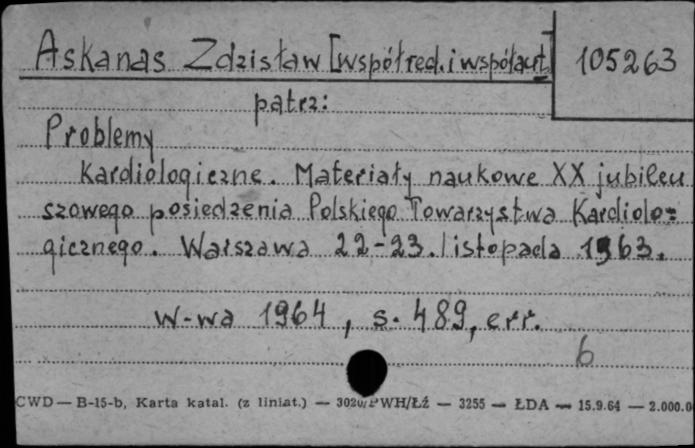 Askanas Zdzisław [współred. i współaut.] 105263
patrz:
Problemy
Kardiologiczne. Materiały naukowe XX jubileu
szowego posiedzenia Polskiego Towarzystwa Kardiolo=
gicznego. Warszawa 22-23. listopada 1963.
W-wa 1964, s. 489, err.
6
CWD — B-15-b, Karta katal. (z liniat.) — 3020/PWH/ŁŹ — 3255 — ŁDA — 15.9.64 — 2.000.0